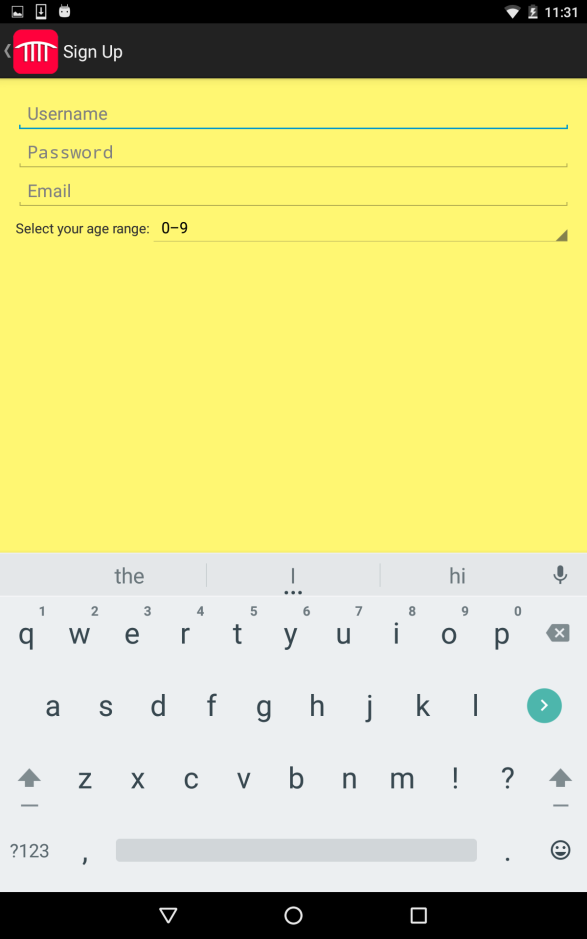 11:31
Sign Up
Username
Password
Email
Select your age range: 0–9
the I hi
1 2 3 4 5 6 7 8 9 0
q w e r t y u i o p
a s d f g h j k l
z x c v b n m ! ?
?123 , .